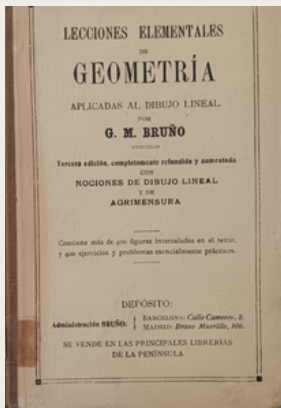 LECCIONES ELEMENTALES
DE
GEOMETRÍA
APLICADAS AL DIBUJO LINEAL
POR
G. M. BRUÑO
Tercera edición, completamente refundida y aumentada
CON
NOCIONES DE DIBUJO LINEAL
Y DE
AGRIMENSURA
Contiene más de 400 figuras intercaladas en el texto,
y 400 ejercicios y problemas esencialmente prácticos.
DEPÓSITO:
Administración BRUÑO:
BARCELONA: Calle Cameros, 8.
MADRID: Bravo Murillo, 106.
SE VENDE EN LAS PRINCIPALES LIBRERÍAS
DE LA PENÍNSULA